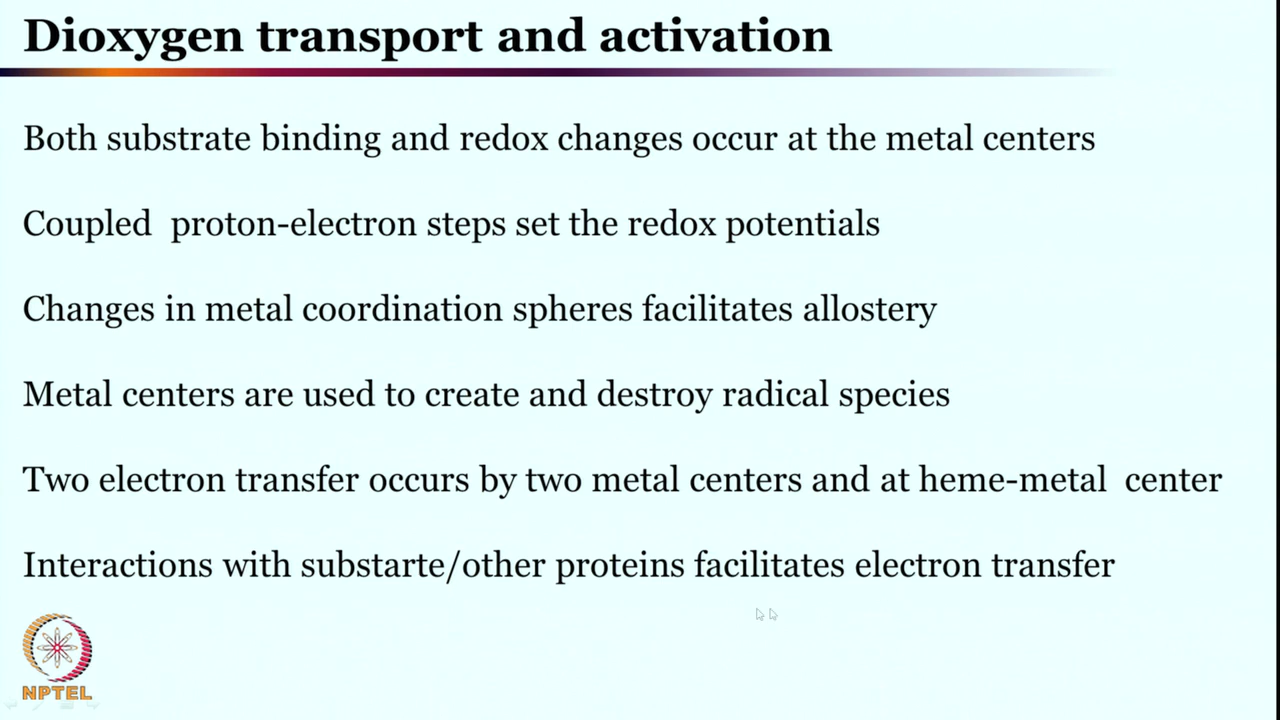 Dioxygen transport and activation
Both substrate binding and redox changes occur at the metal centers
Coupled proton-electron steps set the redox potentials
Changes in metal coordination spheres facilitates allostery
Metal centers are used to create and destroy radical species
Two electron transfer occurs by two metal centers and at heme-metal center
Interactions with substarte/other proteins facilitates electron transfer
NPTEL